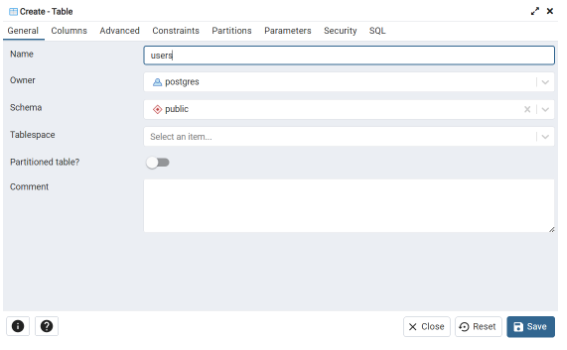 Create - Table
General Columns Advanced Constraints Partitions Parameters Security SQL
Name users
Owner postgres
Schema public
Tablespace Select an item...
Partitioned table?
Comment
Close Reset Save